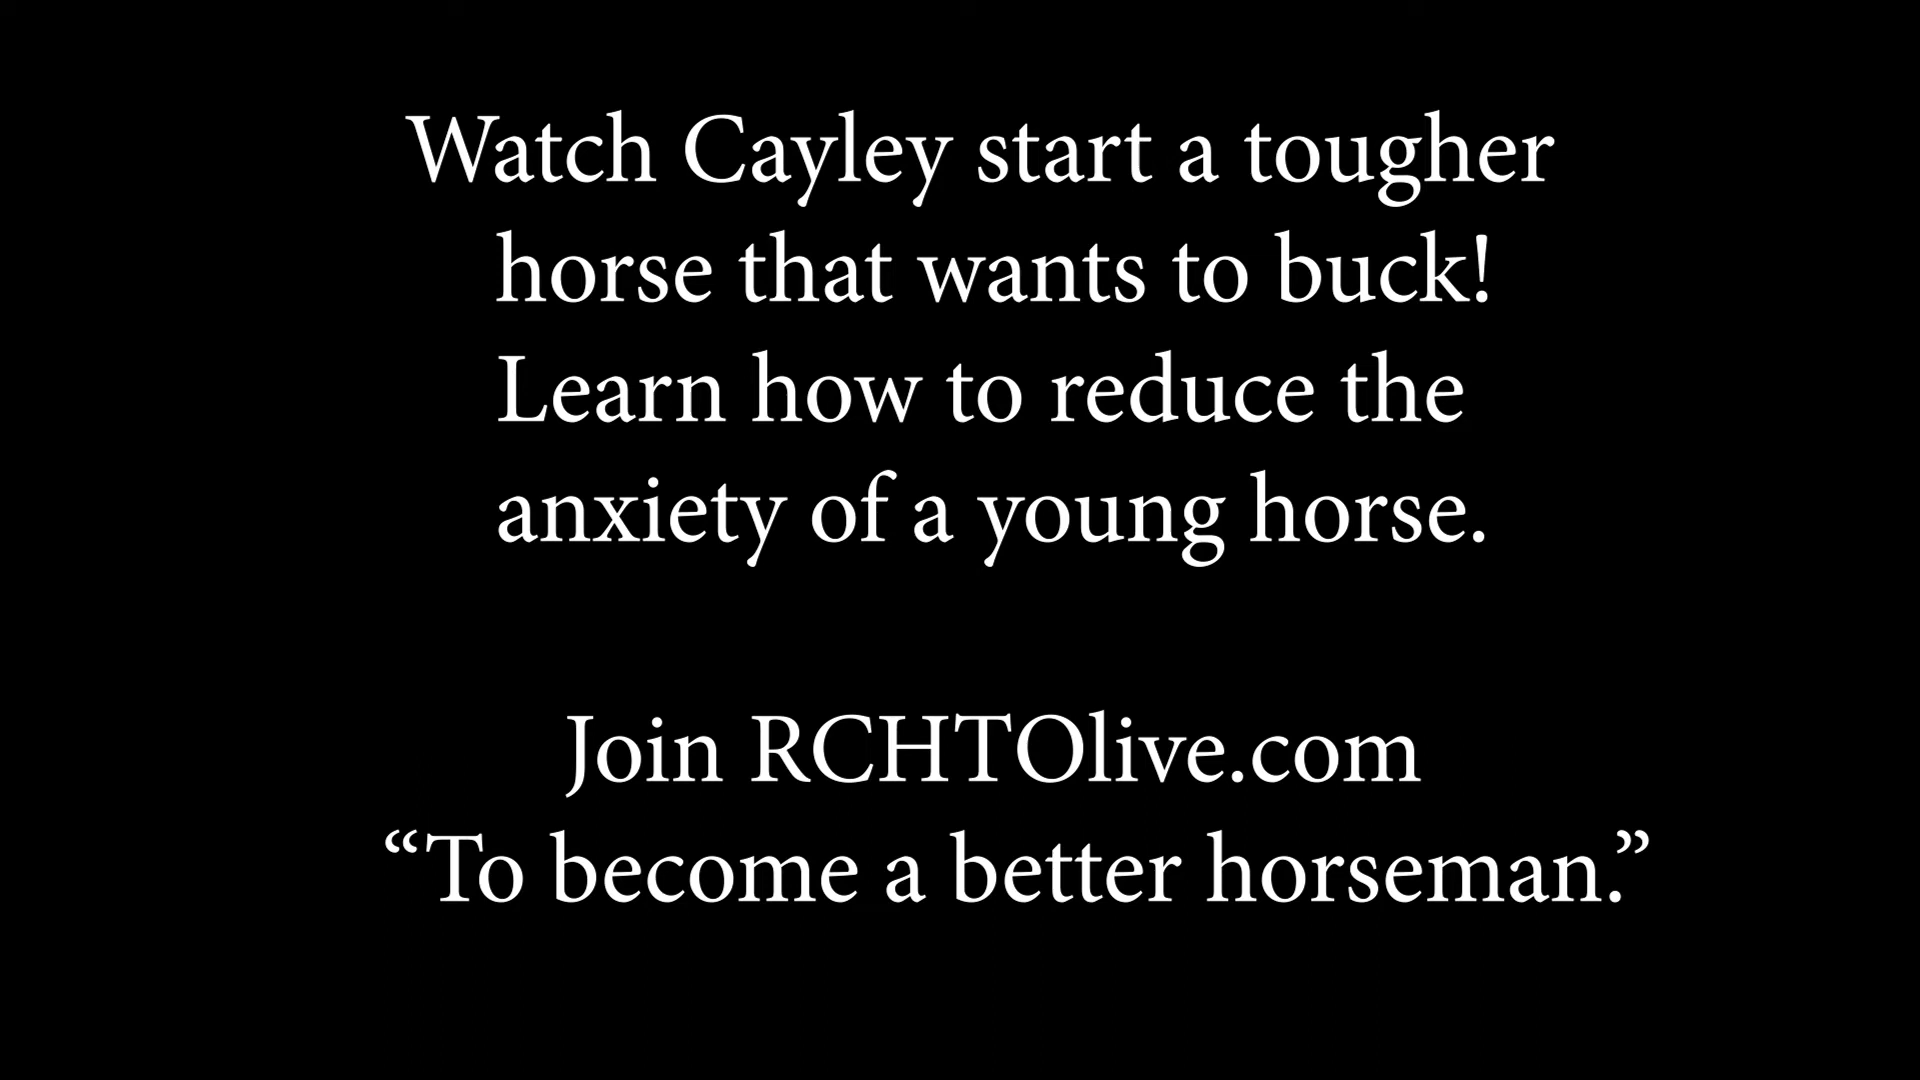 Watch Cayley start a tougher
horse that wants to buck!
Learn how to reduce the
anxiety of a young horse.
Join RCHTOlive.com
“To become a better horseman.”